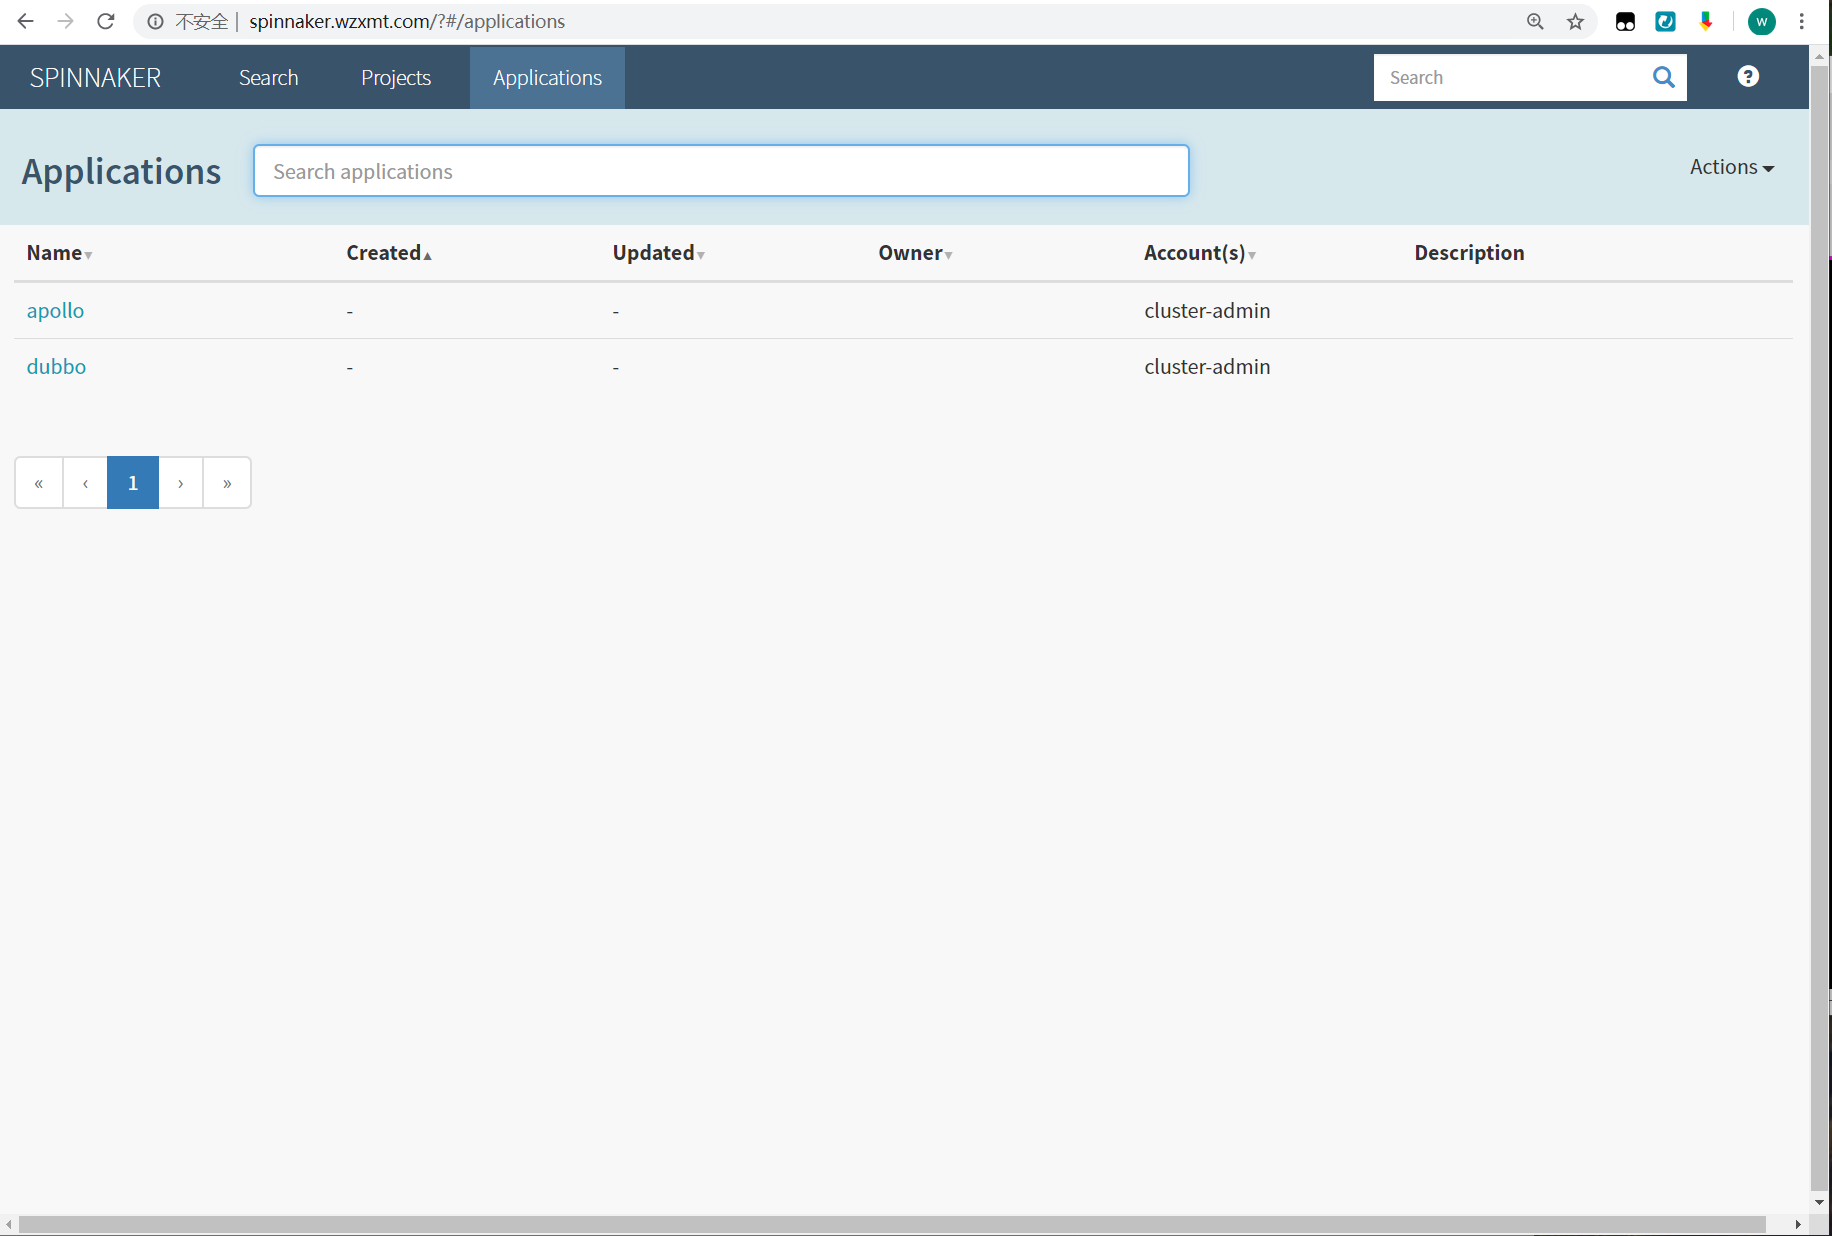 不安全 | spinnaker.wzxmt.com/?#/applications
W
SPINNAKER Search Projects Applications Search ?
Applications Search applications Actions
Name Created Updated Owner Account(s) Description
apollo - - cluster-admin
dubbo - - cluster-admin
« ‹ 1 › »